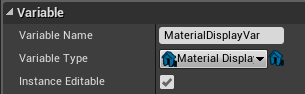 Variable
Variable Name MaterialDisplayVar
Variable Type Material Displa
Instance Editable